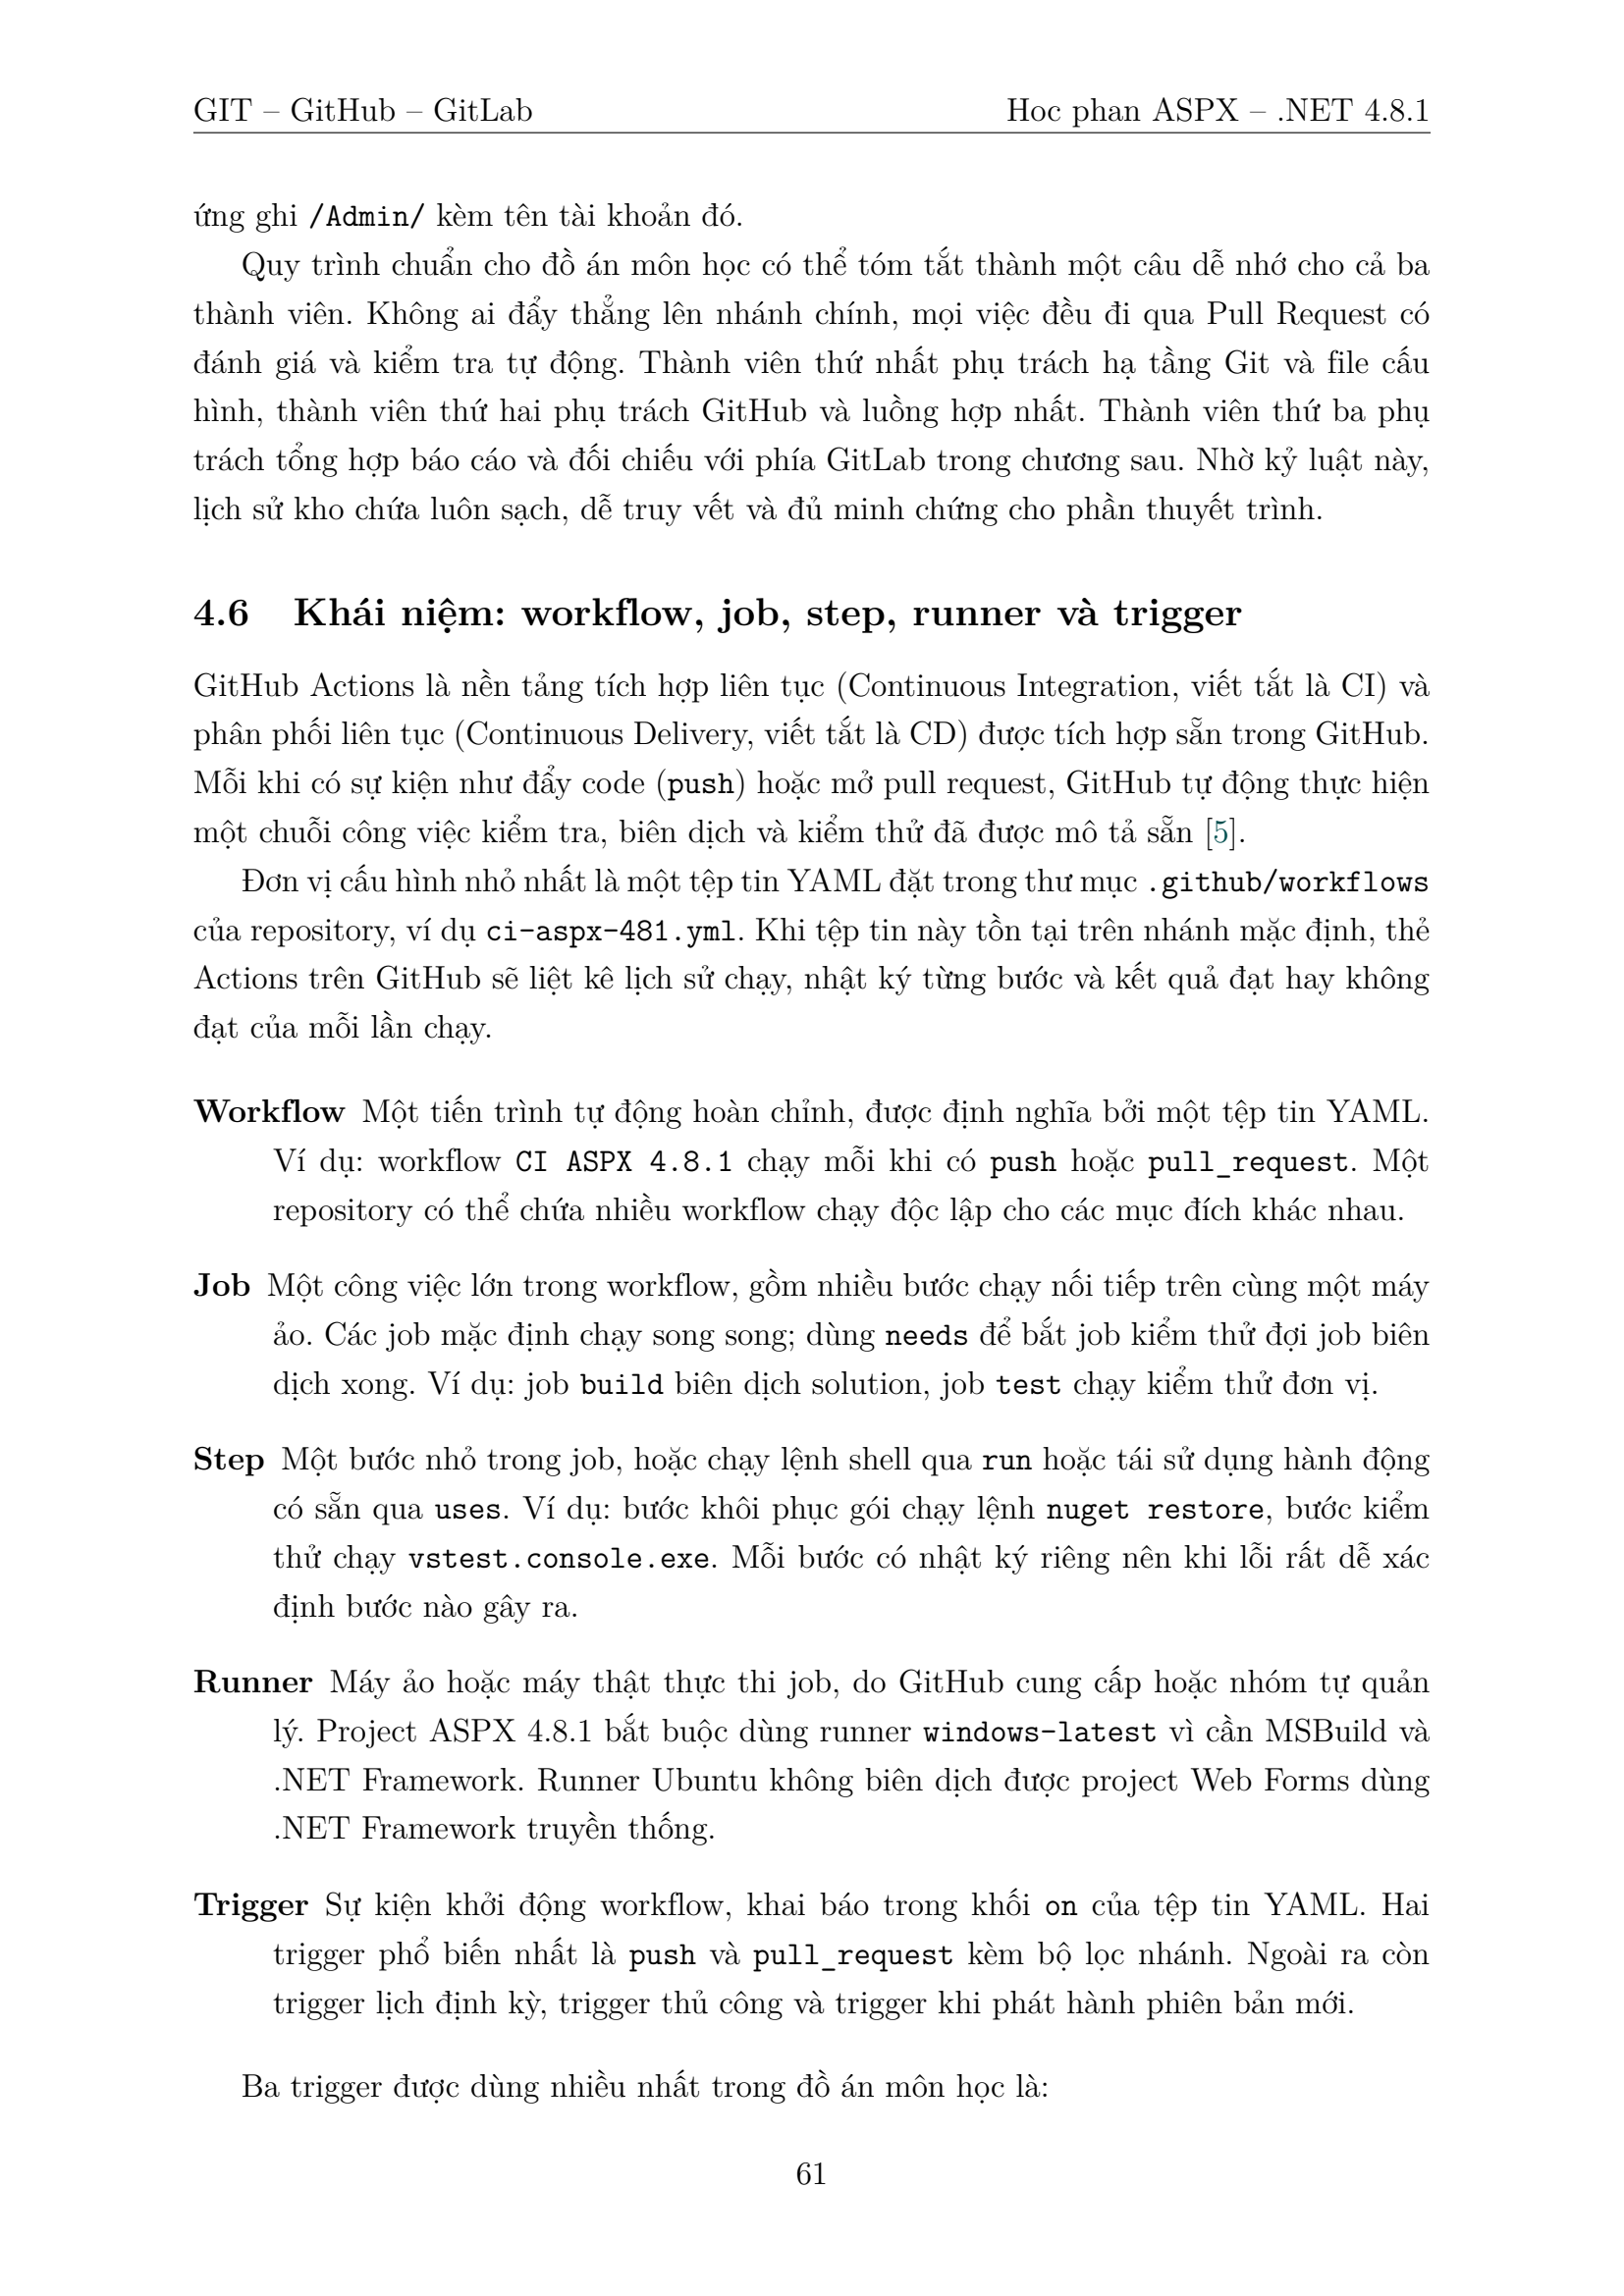 GIT – GitHub – GitLab Hoc phan ASPX – .NET 4.8.1
ứng ghi /Admin/ kèm tên tài khoản đó.
Quy trình chuẩn cho đồ án môn học có thể tóm tắt thành một câu dễ nhớ cho cả ba
thành viên. Không ai đẩy thẳng lên nhánh chính, mọi việc đều đi qua Pull Request có
đánh giá và kiểm tra tự động. Thành viên thứ nhất phụ trách hạ tầng Git và file cấu
hình, thành viên thứ hai phụ trách GitHub và luồng hợp nhất. Thành viên thứ ba phụ
trách tổng hợp báo cáo và đối chiếu với phía GitLab trong chương sau. Nhờ kỷ luật này,
lịch sử kho chứa luôn sạch, dễ truy vết và đủ minh chứng cho phần thuyết trình.
4.6 Khái niệm: workflow, job, step, runner và trigger
GitHub Actions là nền tảng tích hợp liên tục (Continuous Integration, viết tắt là CI) và
phân phối liên tục (Continuous Delivery, viết tắt là CD) được tích hợp sẵn trong GitHub.
Mỗi khi có sự kiện như đẩy code (push) hoặc mở pull request, GitHub tự động thực hiện
một chuỗi công việc kiểm tra, biên dịch và kiểm thử đã được mô tả sẵn [5].
Đơn vị cấu hình nhỏ nhất là một tệp tin YAML đặt trong thư mục .github/workflows
của repository, ví dụ ci-aspx-481.yml. Khi tệp tin này tồn tại trên nhánh mặc định, thẻ
Actions trên GitHub sẽ liệt kê lịch sử chạy, nhật ký từng bước và kết quả đạt hay không
đạt của mỗi lần chạy.
Workflow Một tiến trình tự động hoàn chỉnh, được định nghĩa bởi một tệp tin YAML.
Ví dụ: workflow CI ASPX 4.8.1 chạy mỗi khi có push hoặc pull_request. Một
repository có thể chứa nhiều workflow chạy độc lập cho các mục đích khác nhau.
Job Một công việc lớn trong workflow, gồm nhiều bước chạy nối tiếp trên cùng một máy
ảo. Các job mặc định chạy song song; dùng needs để bắt job kiểm thử đợi job biên
dịch xong. Ví dụ: job build biên dịch solution, job test chạy kiểm thử đơn vị.
Step Một bước nhỏ trong job, hoặc chạy lệnh shell qua run hoặc tái sử dụng hành động
có sẵn qua uses. Ví dụ: bước khôi phục gói chạy lệnh nuget restore, bước kiểm
thử chạy vstest.console.exe. Mỗi bước có nhật ký riêng nên khi lỗi rất dễ xác
định bước nào gây ra.
Runner Máy ảo hoặc máy thật thực thi job, do GitHub cung cấp hoặc nhóm tự quản
lý. Project ASPX 4.8.1 bắt buộc dùng runner windows-latest vì cần MSBuild và
.NET Framework. Runner Ubuntu không biên dịch được project Web Forms dùng
.NET Framework truyền thống.
Trigger Sự kiện khởi động workflow, khai báo trong khối on của tệp tin YAML. Hai
trigger phổ biến nhất là push và pull_request kèm bộ lọc nhánh. Ngoài ra còn
trigger lịch định kỳ, trigger thủ công và trigger khi phát hành phiên bản mới.
Ba trigger được dùng nhiều nhất trong đồ án môn học là:
61